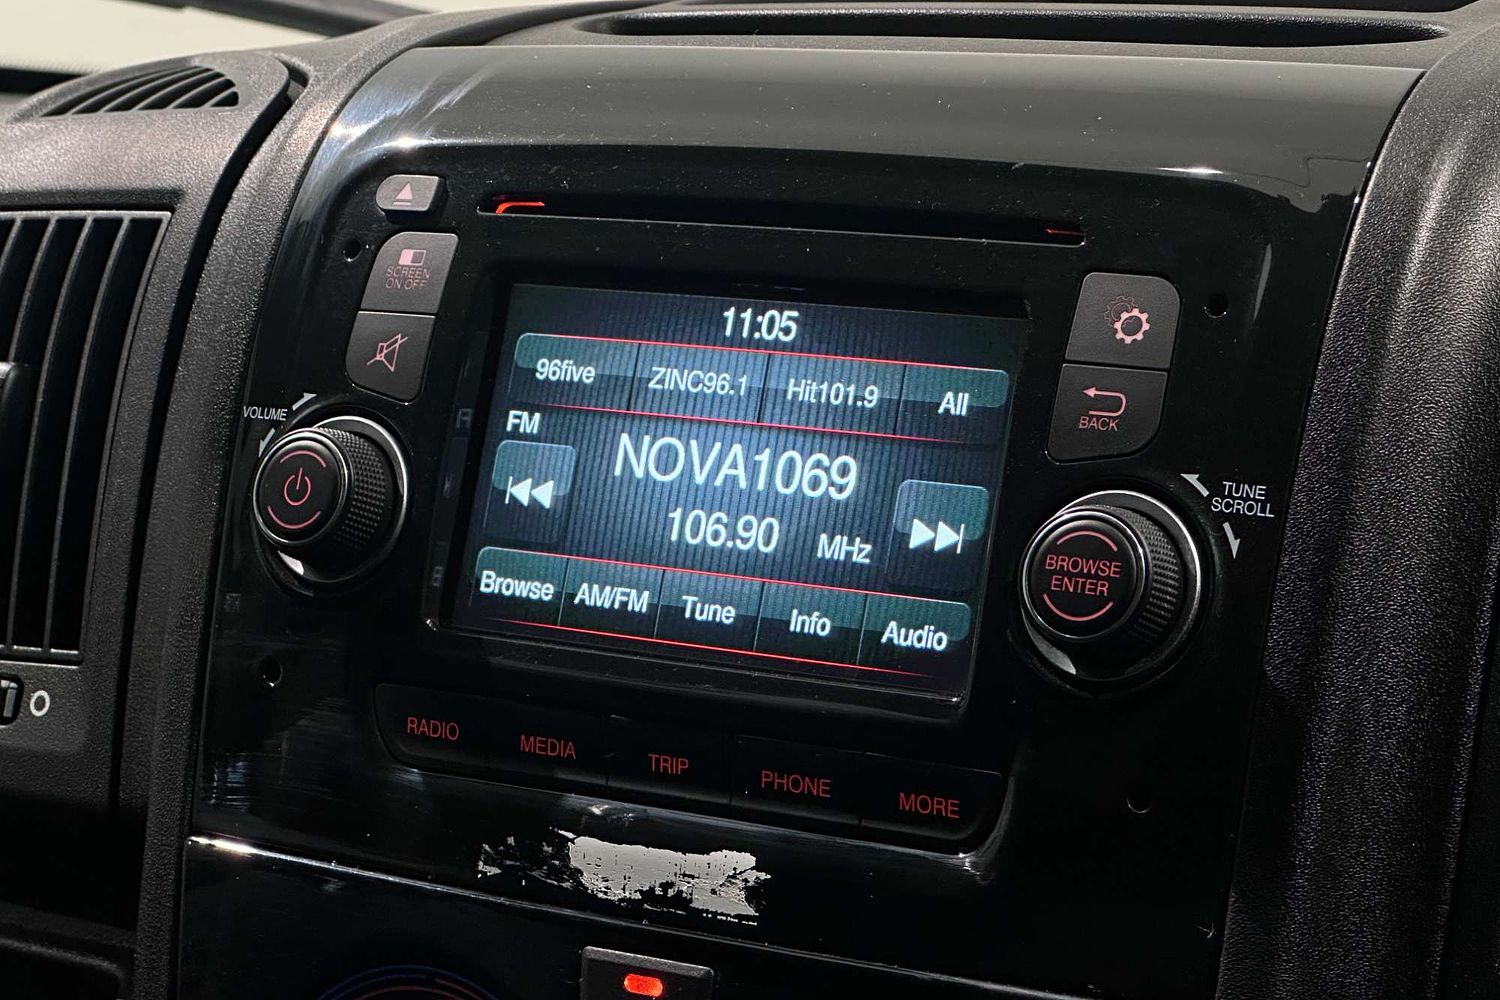 SCREEN
ON OFF
11:05
96five ZINC96.1 Hit101.9 All
BACK
VOLUME
FM
NOVA1069
106.90 MHz
TUNE
SCROLL
BROWSE
ENTER
Browse AM/FM Tune Info Audio
RADIO MEDIA TRIP PHONE MORE
O